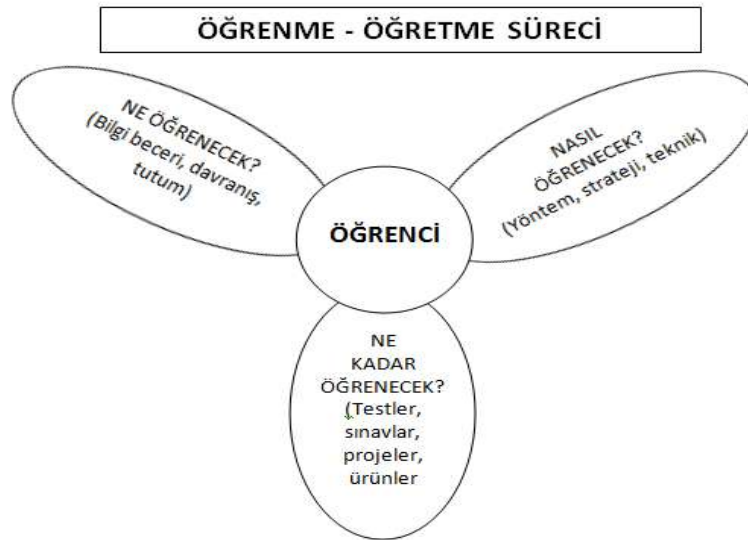 ÖĞRENME - ÖĞRETME SÜRECİ
NE ÖĞRENECEK?
(Bilgi beceri, davranış,
tutum)
NASIL
ÖĞRENECEK?
(Yöntem, strateji, teknik)
ÖĞRENCİ
NE
KADAR
ÖĞRENECEK?
(Testler,
sınavlar,
projeler,
ürünler